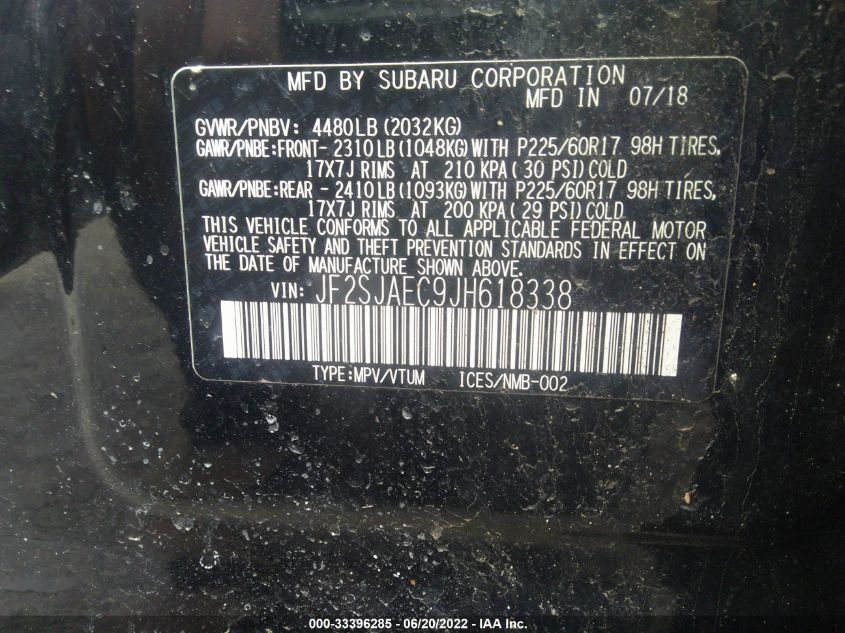 MFD BY SUBARU CORPORATION
MFD IN 07/18
GVWR/PNBV: 4480LB(2032KG)
GAWR/PNBE:FRONT- 2310LB(1048KG)WITH P225/60R17 98H TIRES,
17X7J RIMS AT 210 KPA(30 PSI)COLD
GAWR/PNBE:REAR - 2410LB(1093KG)WITH P225/60R17 98H TIRES,
17X7J RIMS AT 200 KPA(29 PSI)COLD
THIS VEHICLE CONFORMS TO ALL APPLICABLE FEDERAL MOTOR
VEHICLE SAFETY AND THEFT PREVENTION STANDARDS IN EFFECT ON
THE DATE OF MANUFACTURE SHOWN ABOVE.
VIN: JF2SJAEC9JH618338
TYPE:MPV/VTUM ICES/NMB-002
000-33396285 - 06/20/2022 - IAA Inc.